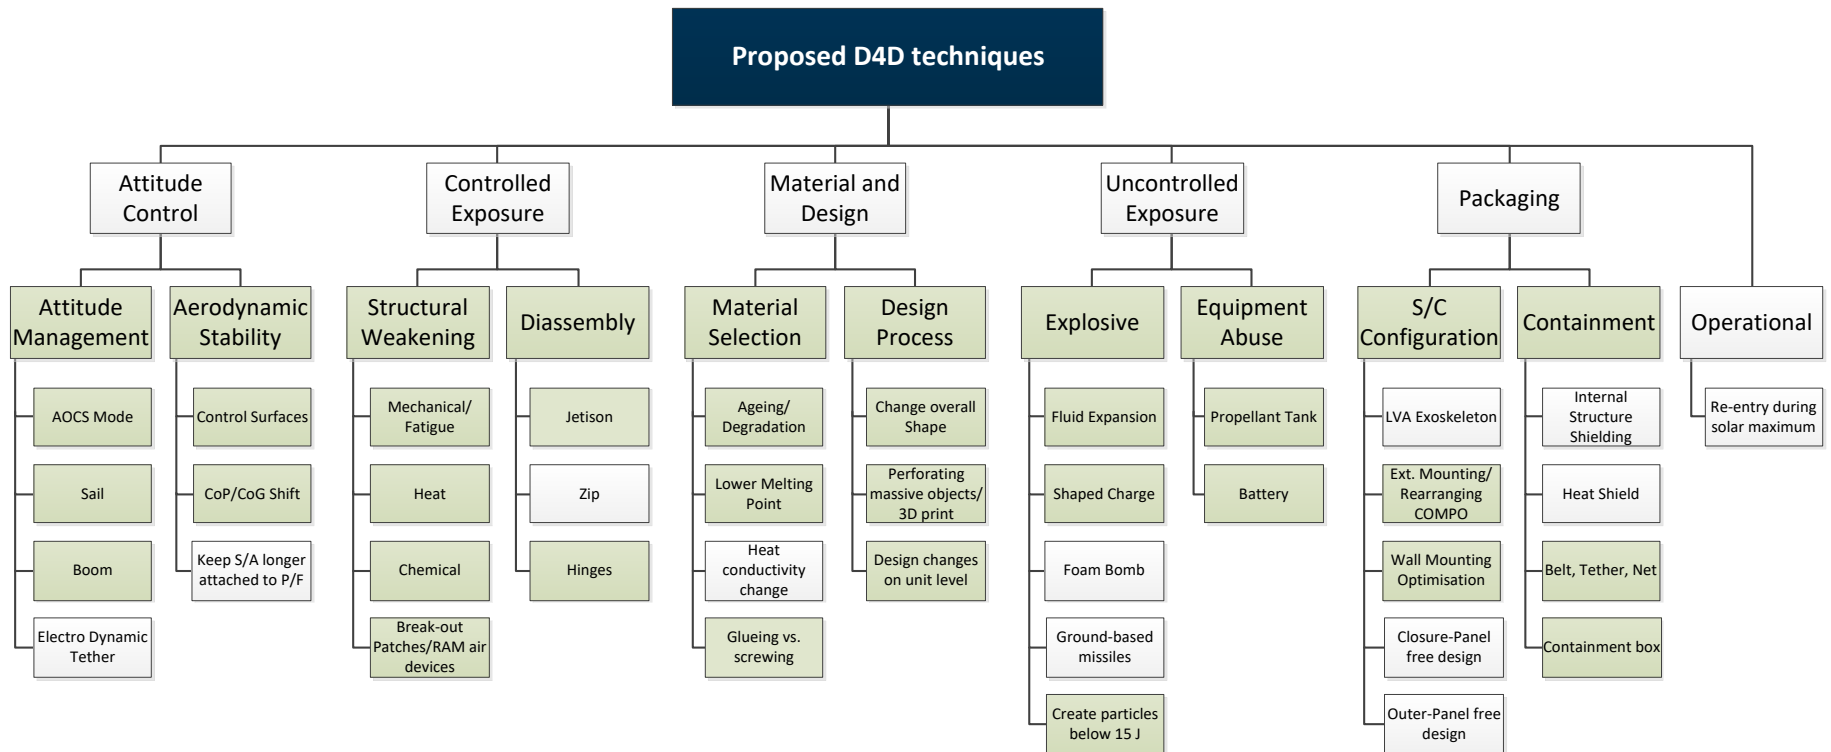 Proposed D4D techniques
Attitude
Control
Controlled
Exposure
Material and
Design
Uncontrolled
Exposure
Packaging
Attitude
Management
Aerodynamic
Stability
Structural
Weakening
Diassembly
Material
Selection
Design
Process
Explosive
Equipment
Abuse
S/C
Configuration
Containment
Operational
AOCS Mode
Sail
Boom
Electro Dynamic
Tether
Control Surfaces
CoP/CoG Shift
Keep S/A longer
attached to P/F
Mechanical/
Fatigue
Heat
Chemical
Break-out
Patches/RAM air
devices
Jetison
Zip
Hinges
Ageing/
Degradation
Lower Melting
Point
Heat
conductivity
change
Glueing vs.
screwing
Change overall
Shape
Perforating
massive objects/
3D print
Design changes
on unit level
Fluid Expansion
Shaped Charge
Foam Bomb
Ground-based
missiles
Create particles
below 15 J
Propellant Tank
Battery
LVA Exoskeleton
Ext. Mounting/
Rearranging
COMPO
Wall Mounting
Optimisation
Closure-Panel
free design
Outer-Panel free
design
Internal
Structure
Shielding
Heat Shield
Belt, Tether, Net
Containment box
Re-entry during
solar maximum